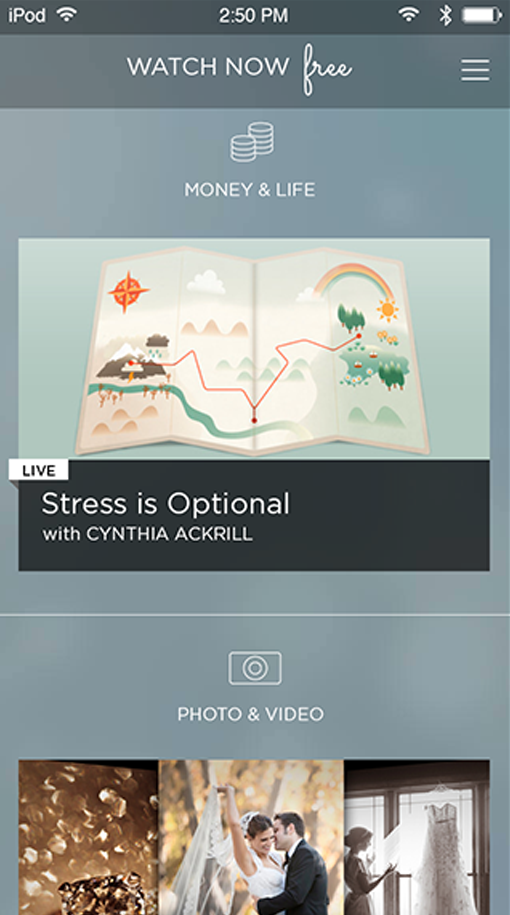 iPod 2:50 PM
WATCH NOW free
MONEY & LIFE
LIVE
Stress is Optional
with CYNTHIA ACKRILL
PHOTO & VIDEO